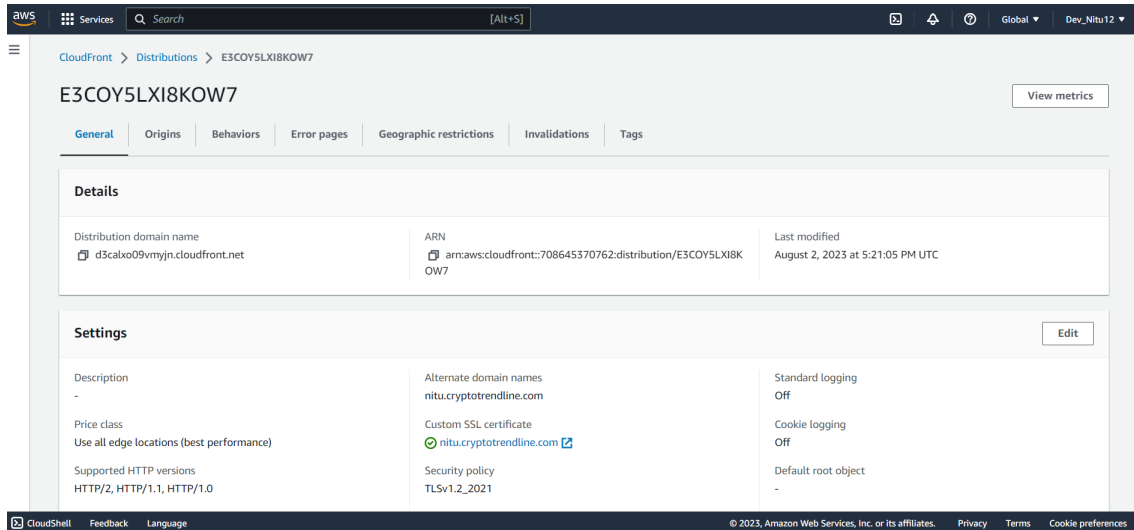 aws Services Search [Alt+S] Global ▼ Dev_Nitu12 ▼
CloudFront > Distributions > E3COY5LXI8KOW7
E3COY5LXI8KOW7
View metrics
General Origins Behaviors Error pages Geographic restrictions Invalidations Tags
Details
Distribution domain name
d3calxo09vmyjn.cloudfront.net
ARN
arn:aws:cloudfront::708645370762:distribution/E3COY5LXI8K
OW7
Last modified
August 2, 2023 at 5:21:05 PM UTC
Settings
Edit
Description
-
Alternate domain names
nitu.cryptotrendline.com
Standard logging
Off
Price class
Use all edge locations (best performance)
Custom SSL certificate
nitu.cryptotrendline.com
Cookie logging
Off
Supported HTTP versions
HTTP/2, HTTP/1.1, HTTP/1.0
Security policy
TLSv1.2_2021
Default root object
-
CloudShell Feedback Language © 2023, Amazon Web Services, Inc. or its affiliates. Privacy Terms Cookie preferences